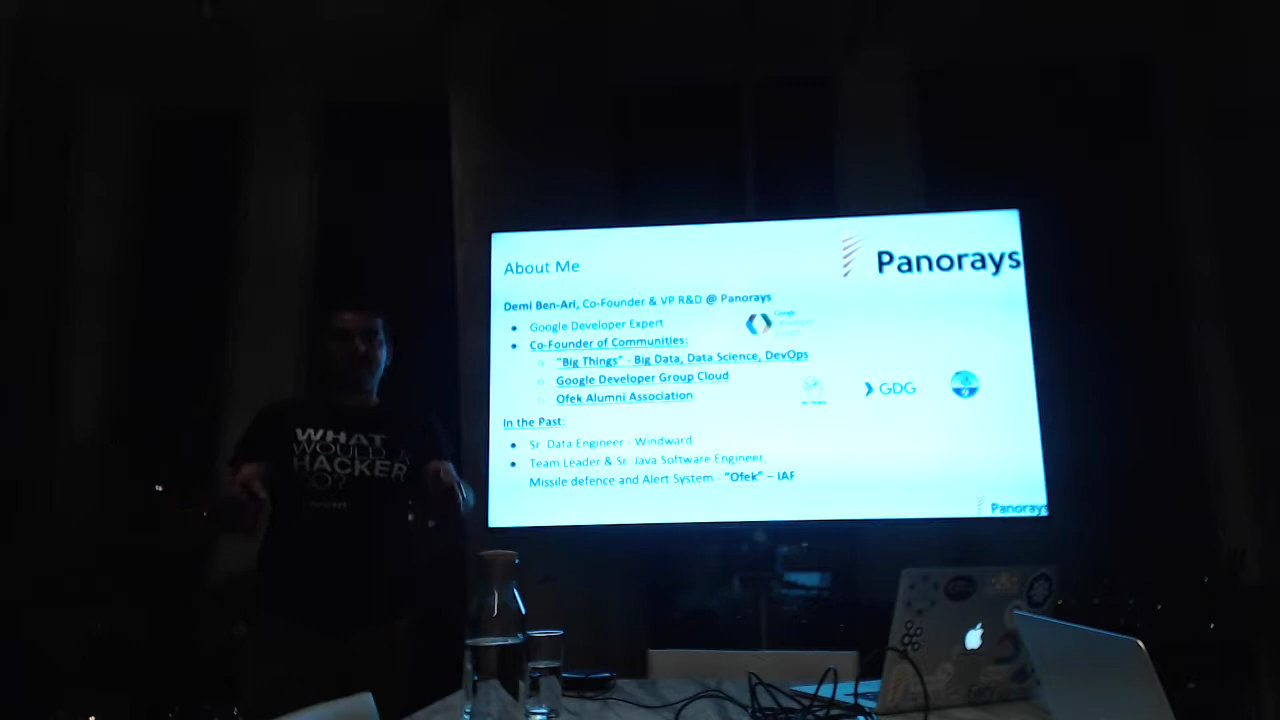 About Me
Panorays
Demi Ben-Ari, Co-Founder & VP R&D @ Panorays
Google Developer Expert
Google
Co-Founder of Communities:
"Big Things" - Big Data, Data Science, DevOps
Google Developer Group Cloud
Ofek Alumni Association
GDG
In the Past:
Sr. Data Engineer - Windward
Team Leader & Sr. Java Software Engineer,
Missile defence and Alert System - "Ofek" – IAF
Panorays
WHAT
WOULD A
HACKER
DO?